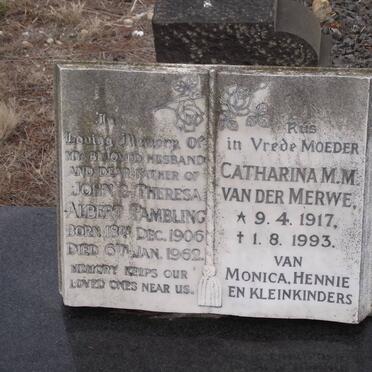 In
Loving Memory Of
MY BELOVED HUSBAND
AND DEAR FATHER OF
JOHN & THERESA
ALBERT TAMBLING
BORN 18TH DEC. 1906
DIED 6TH JAN. 1962.
MEMORY KEEPS OUR
LOVED ONES NEAR US.
Rus
in Vrede MOEDER
CATHARINA M.M.
VAN DER MERWE.
★ 9.4.1917.
✝ 1.8.1993.
VAN
MONICA, HENNIE
EN KLEINKINDERS